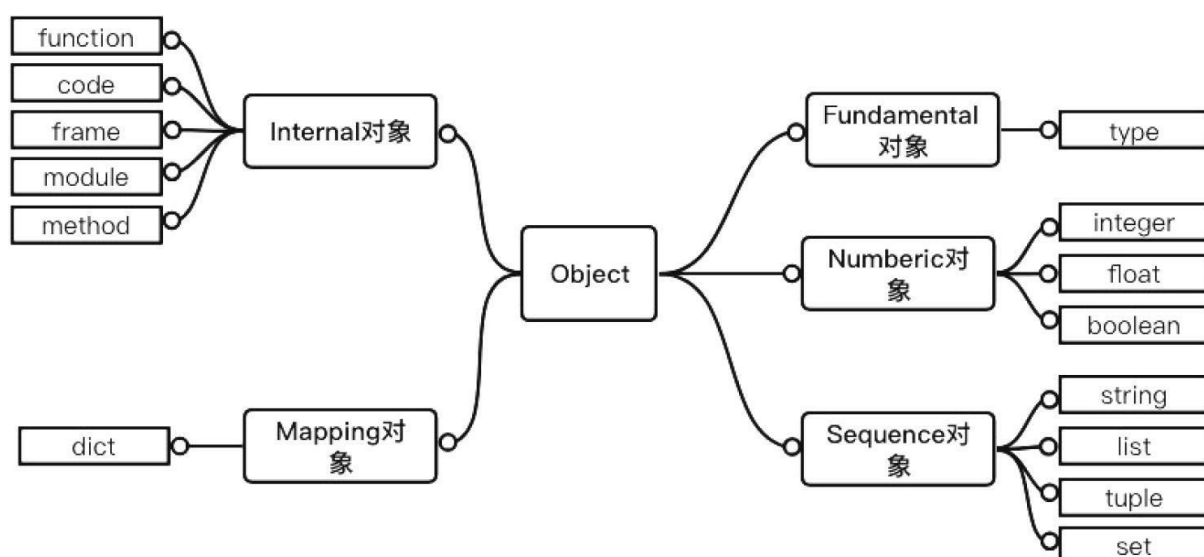 function
code
frame
module
method
Internal对象
dict
Mapping对
象
Object
Fundamental
对象
type
Numberic对
象
integer
float
boolean
Sequence对
象
string
list
tuple
set